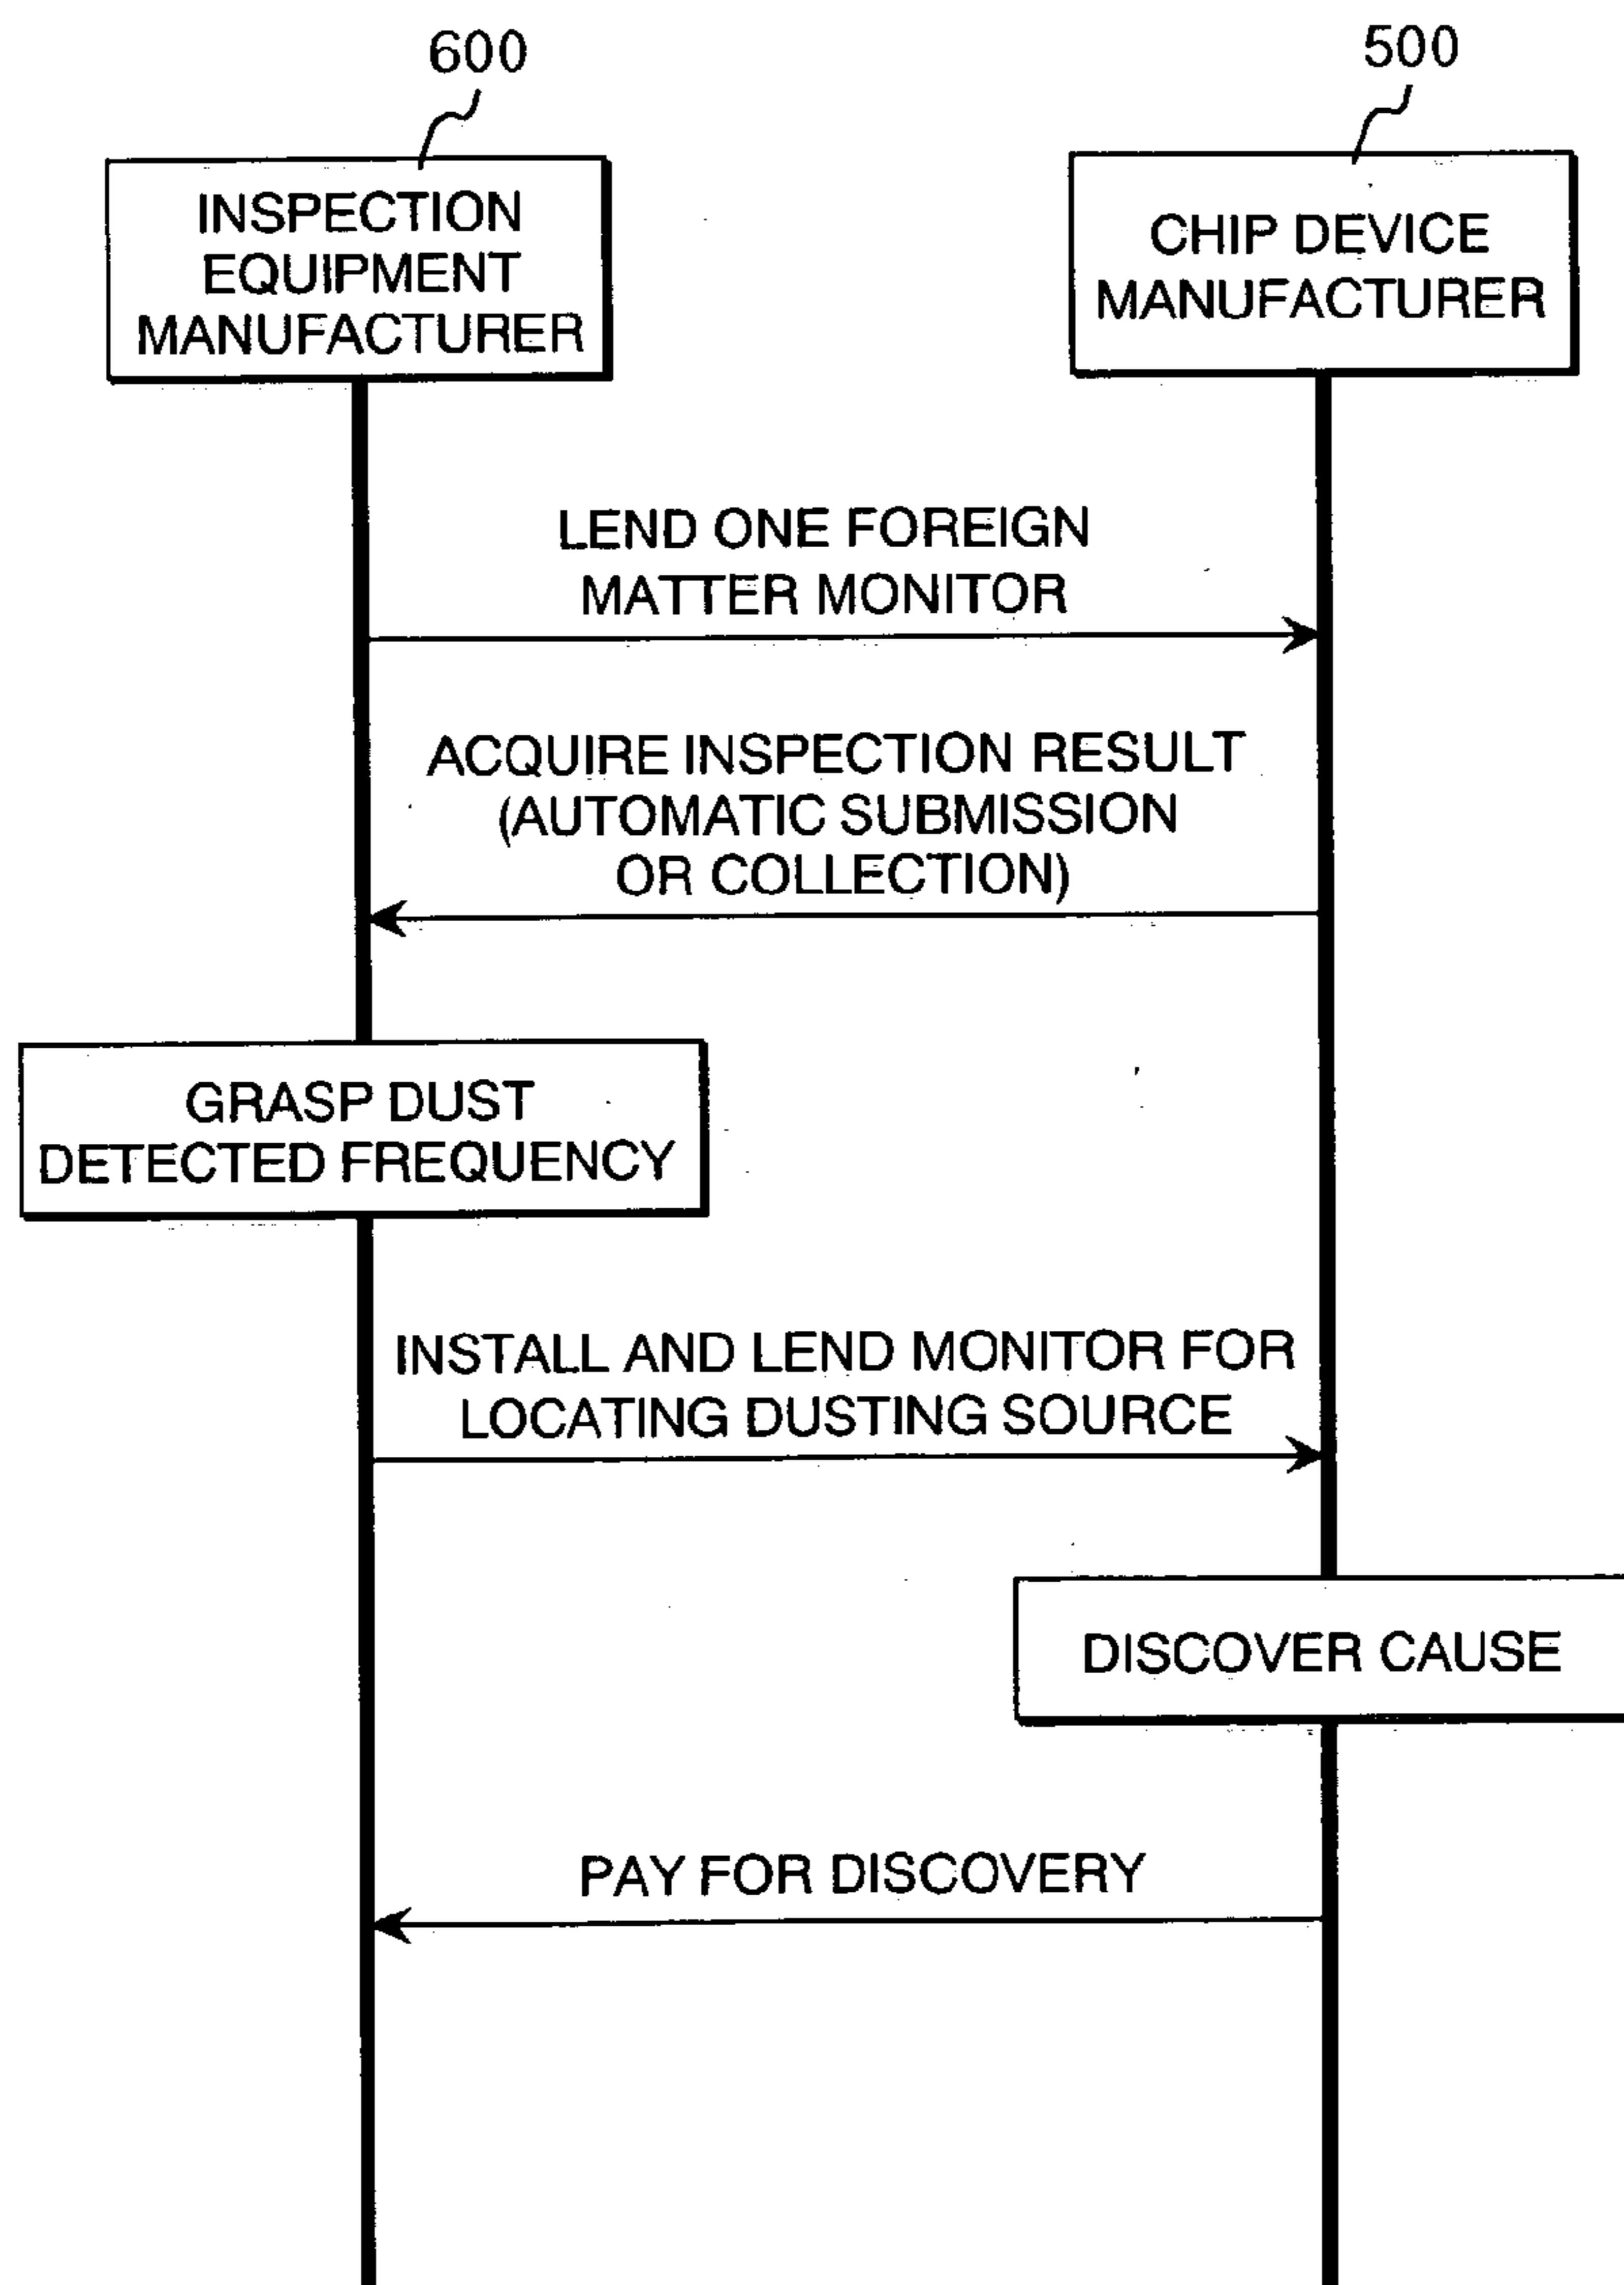 600
500
INSPECTION
EQUIPMENT
MANUFACTURER
CHIP DEVICE
MANUFACTURER
LEND ONE FOREIGN
MATTER MONITOR
ACQUIRE INSPECTION RESULT
(AUTOMATIC SUBMISSION
OR COLLECTION)
GRASP DUST
DETECTED FREQUENCY
INSTALL AND LEND MONITOR FOR
LOCATING DUSTING SOURCE
DISCOVER CAUSE
PAY FOR DISCOVERY